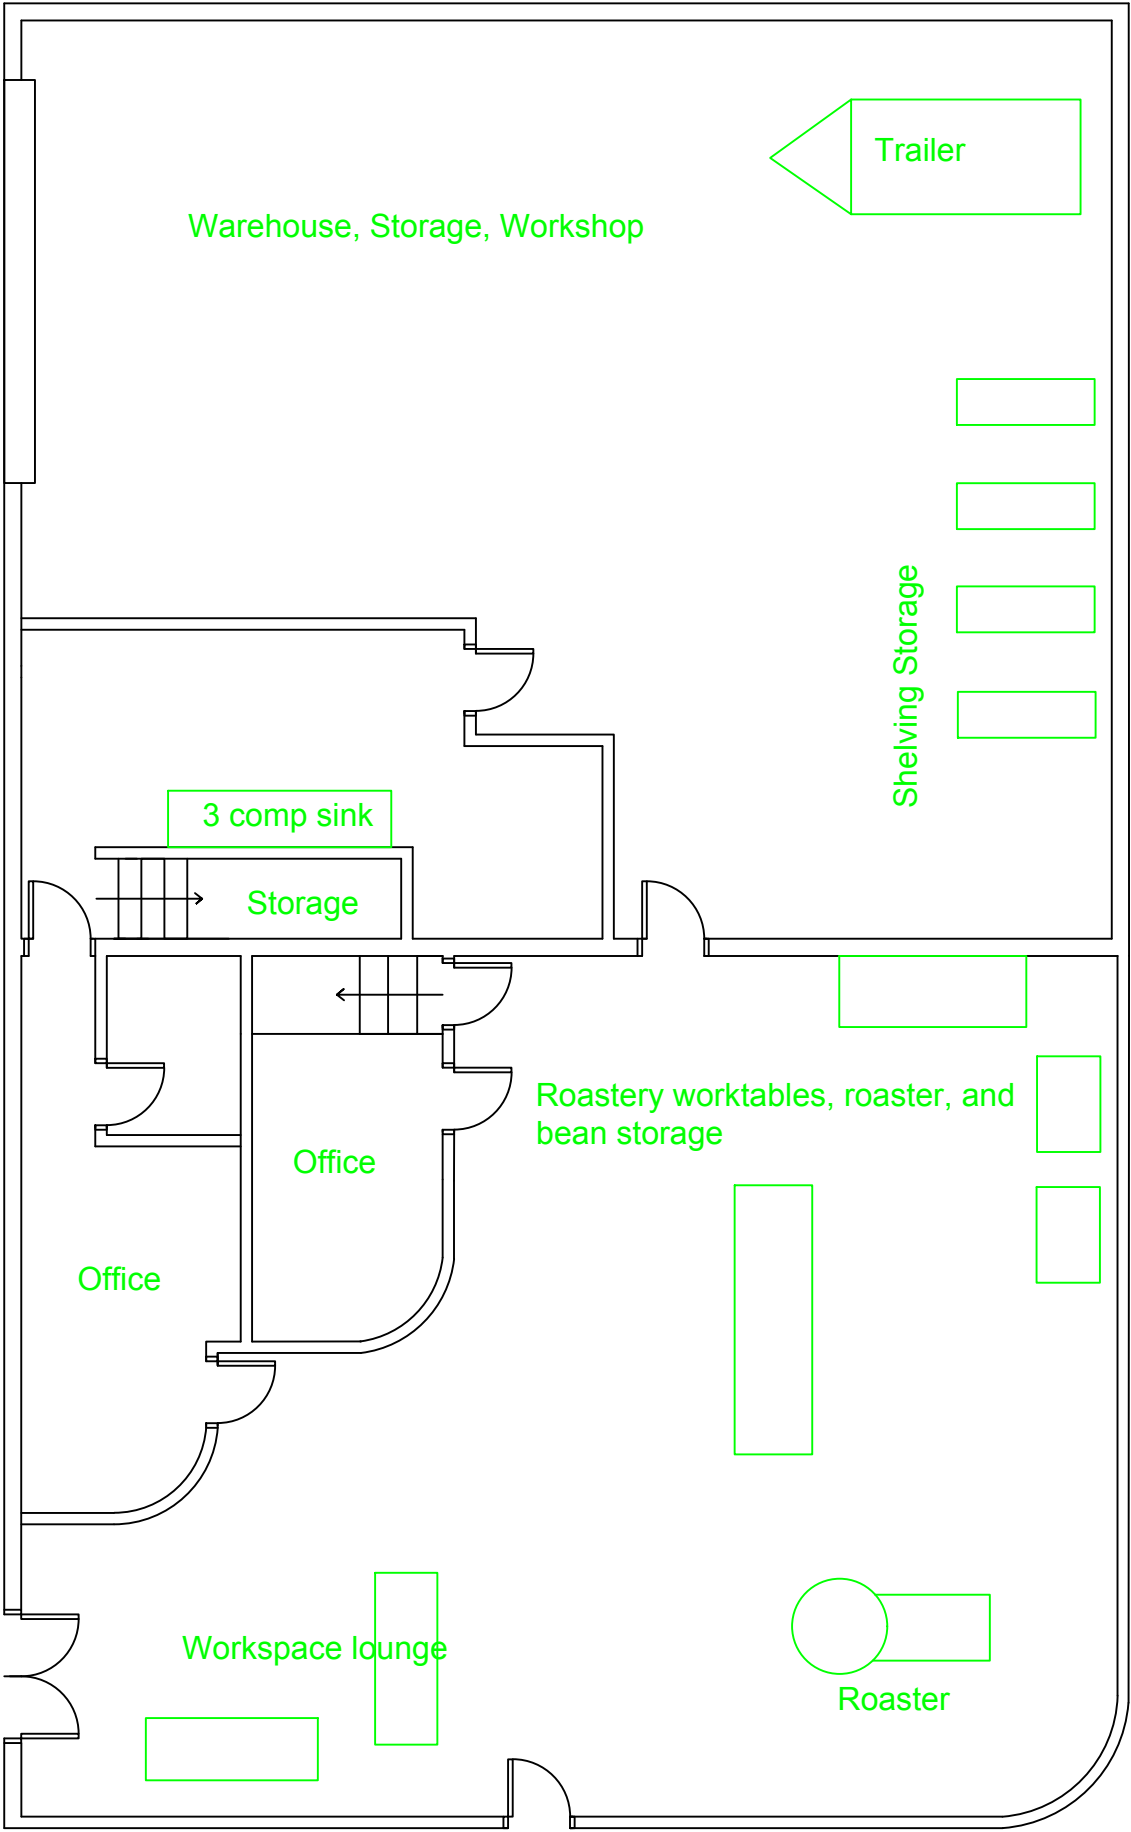 Trailer
Warehouse, Storage, Workshop
Shelving Storage
3 comp sink
Storage
Roastery worktables, roaster, and
bean storage
Office
Office
Workspace lounge
Roaster